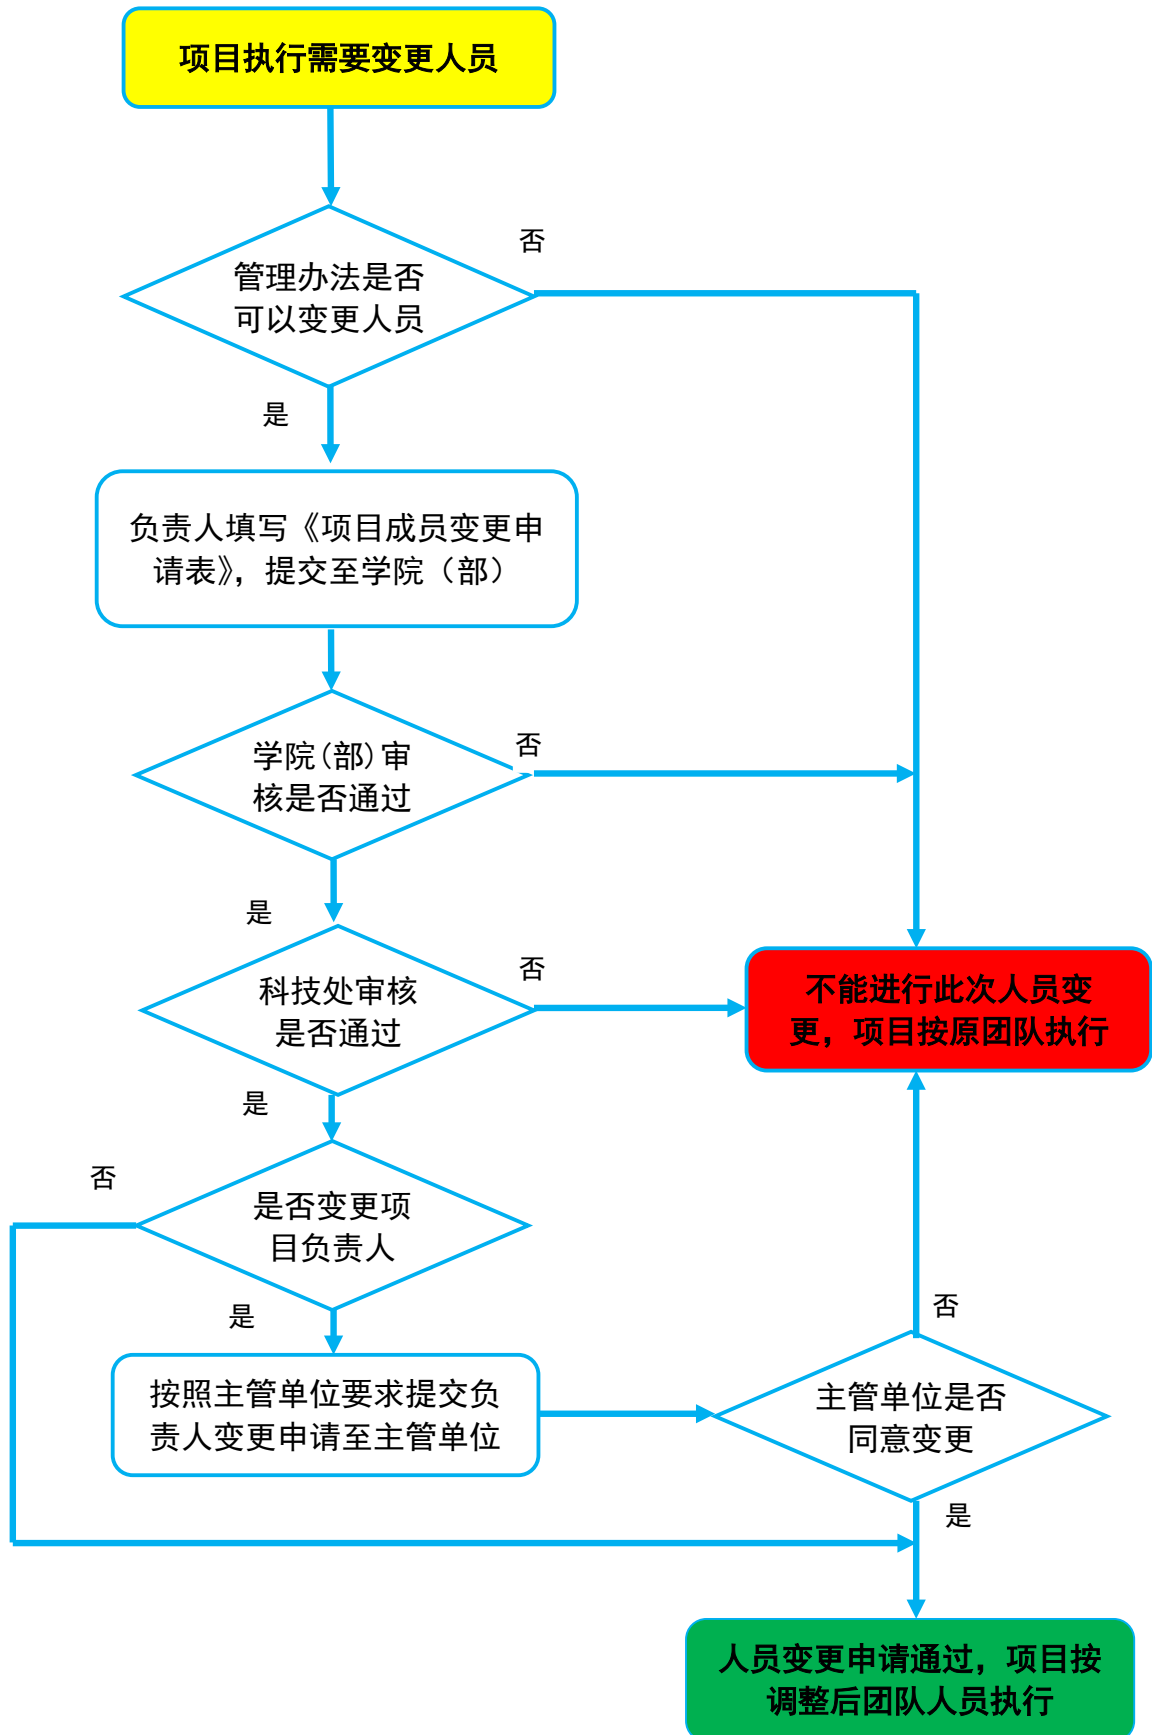 项目执行需要变更人员
否
管理办法是否
可以变更人员
是
负责人填写《项目成员变更申
请表》，提交至学院（部）
否
学院(部)审
核是否通过
是
否
科技处审核
是否通过
不能进行此次人员变
更，项目按原团队执行
是
否
是否变更项
目负责人
是
否
按照主管单位要求提交负
责人变更申请至主管单位
主管单位是否
同意变更
是
人员变更申请通过，项目按
调整后团队人员执行